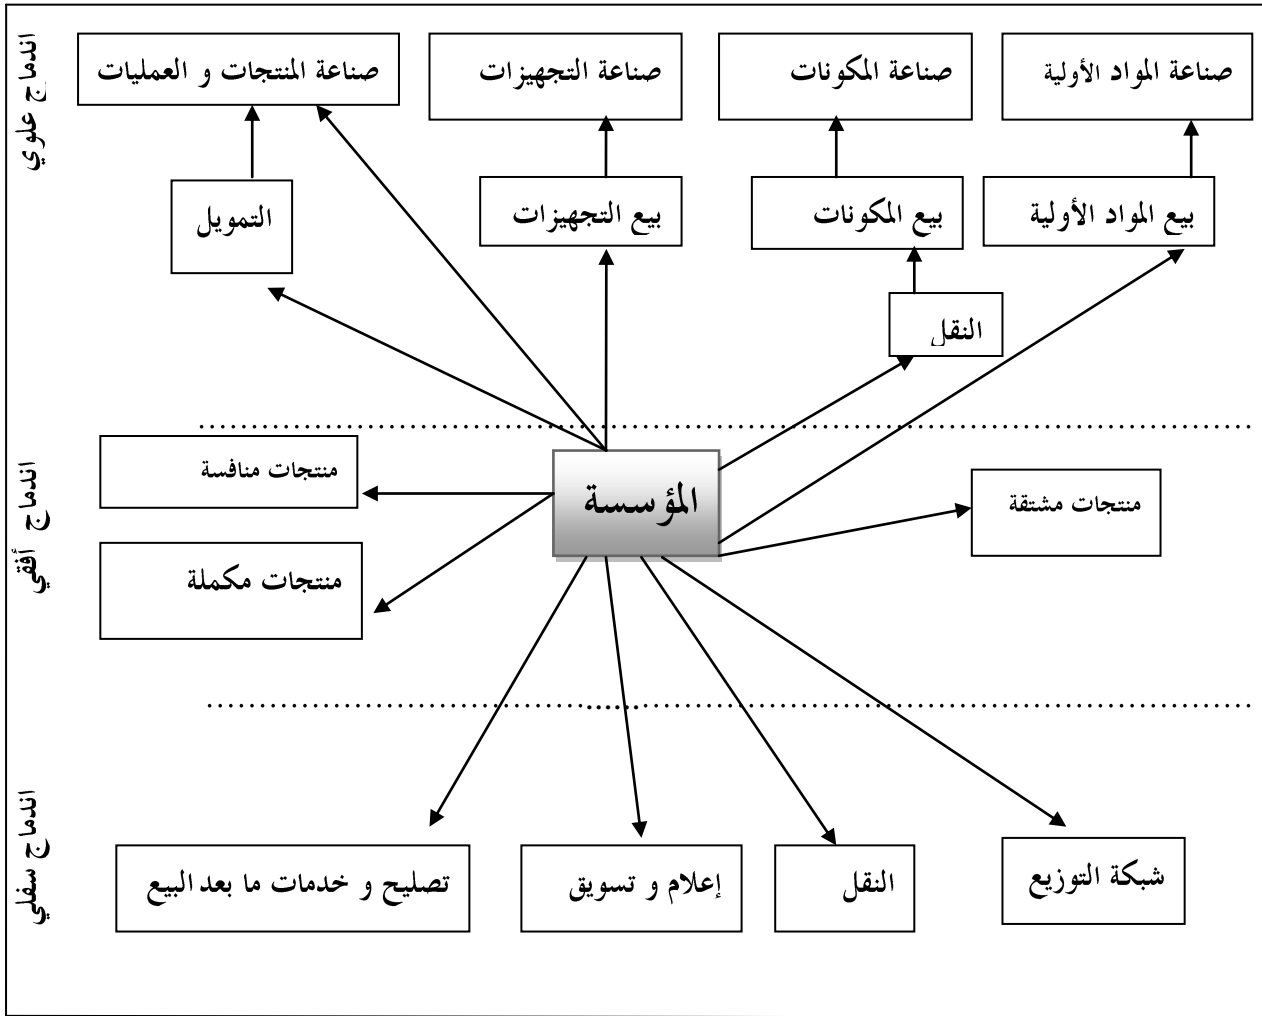 اندماج علوي
صناعة المواد الأولية
صناعة المكونات
صناعة التجهيزات
صناعة المنتجات و العمليات
بيع المواد الأولية
بيع المكونات
بيع التجهيزات
التمويل
النقل
اندماج أفقي
منتجات مشتقة
المؤسسة
منتجات منافسة
منتجات مكملة
اندماج سفلي
شبكة التوزيع
النقل
إعلام و تسويق
تصليح و خدمات ما بعد البيع